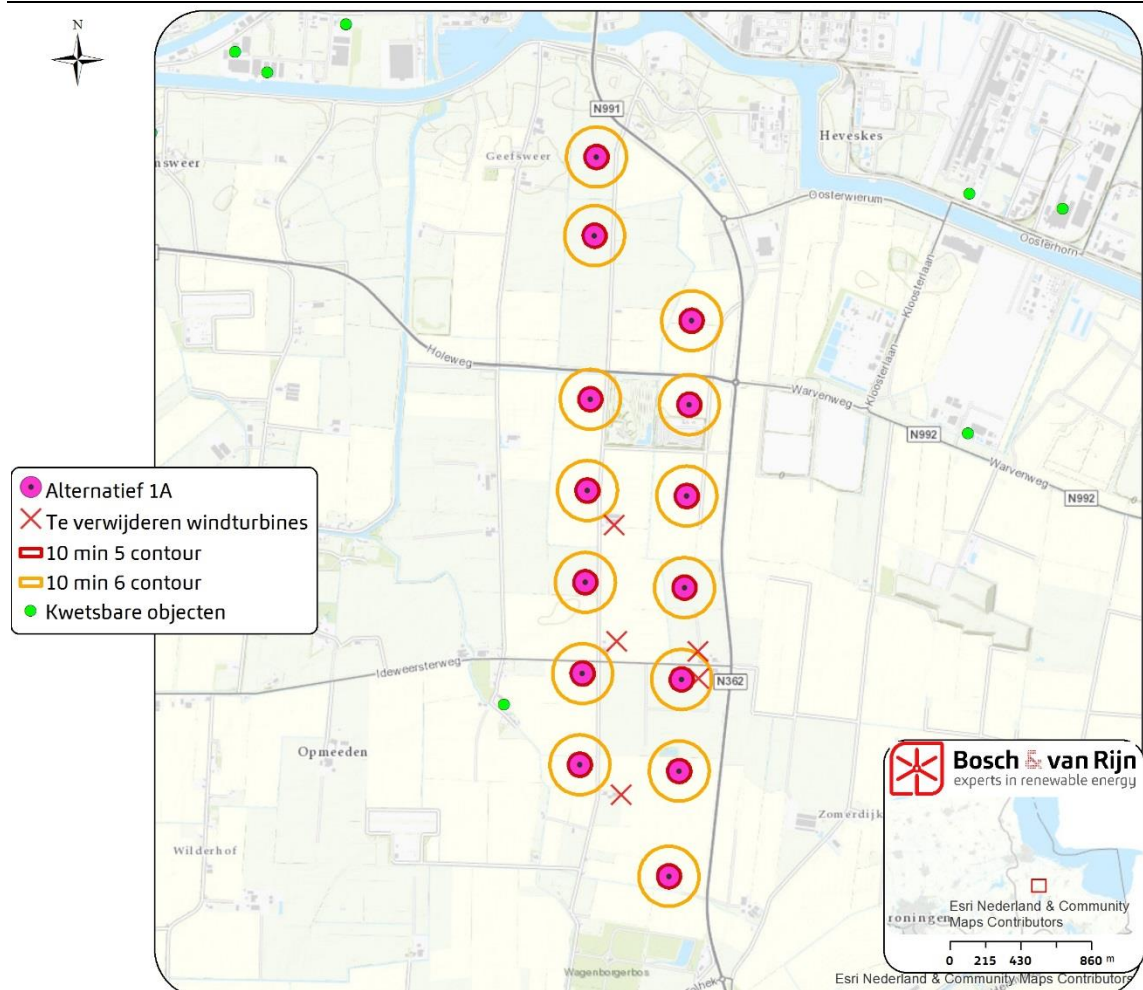 N
N991
Geefsweer
Heveskes
nsweer
Oosterwierum
Oosterhorn
Kloosterlaan
Kloosterlaan
Holeweg
Warvenweg
N992
Warvenweg
N992
Alternatief 1A
Te verwijderen windturbines
10 min 5 contour
10 min 6 contour
Kwetsbare objecten
Ideweersterweg
N362
Opmeeden
Zomerdijk
Wilderhof
Wagenborgerbos
Bosch & van Rijn
experts in renewable energy
Esri Nederland & Community
Maps Contributors
roningen
0 215 430 860 m
Esri Nederland & Community Maps Contributors